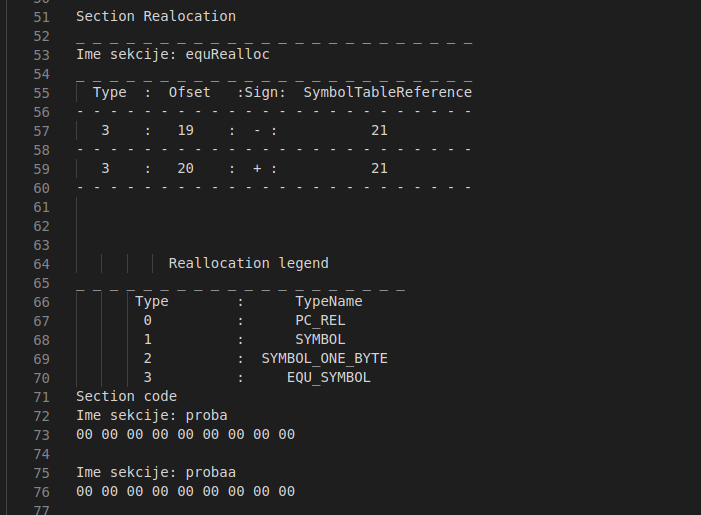 50
51 Section Realocation
52 _ _ _ _ _ _ _ _ _ _ _ _ _ _ _ _ _ _ _ _ _ _ _ _
53 Ime sekcije: equRealloc
54 _ _ _ _ _ _ _ _ _ _ _ _ _ _ _ _ _ _ _ _ _ _ _ _
55 Type : Ofset :Sign: SymbolTableReference
56 - - - - - - - - - - - - - - - - - - - - - - - -
57 3 : 19 : - : 21
58 - - - - - - - - - - - - - - - - - - - - - - - -
59 3 : 20 : + : 21
60 - - - - - - - - - - - - - - - - - - - - - - - -
61
62
63
64 Reallocation legend
65 _ _ _ _ _ _ _ _ _ _ _ _ _ _ _ _ _ _ _ _
66 Type : TypeName
67 0 : PC_REL
68 1 : SYMBOL
69 2 : SYMBOL_ONE_BYTE
70 3 : EQU_SYMBOL
71 Section code
72 Ime sekcije: proba
73 00 00 00 00 00 00 00 00 00
74
75 Ime sekcije: probaa
76 00 00 00 00 00 00 00 00 00
77